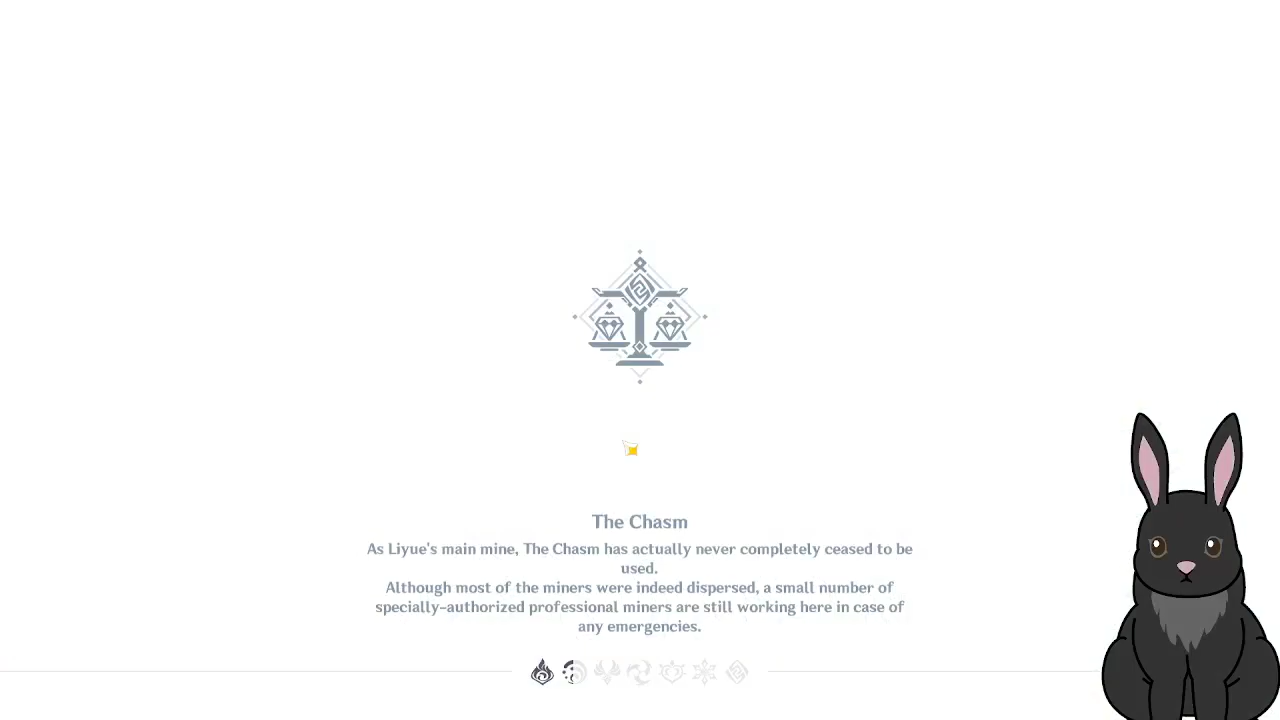 The Chasm
As Liyue's main mine, The Chasm has actually never completely ceased to be
used.
Although most of the miners were indeed dispersed, a small number of
specially-authorized professional miners are still working here in case of
any emergencies.